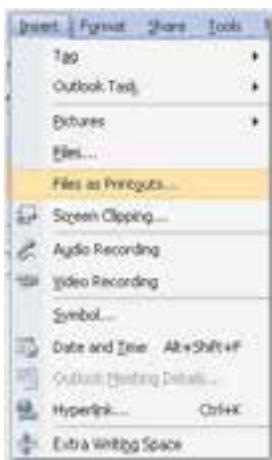 Insert Format Share Tools
Tag
Outlook Task
Pictures
Files...
Files as Printouts...
Screen Clipping...
Audio Recording
Video Recording
Symbol...
Date and Time Alt+Shift+F
Outlook Meeting Details...
Hyperlink... Ctrl+K
Extra Writing Space